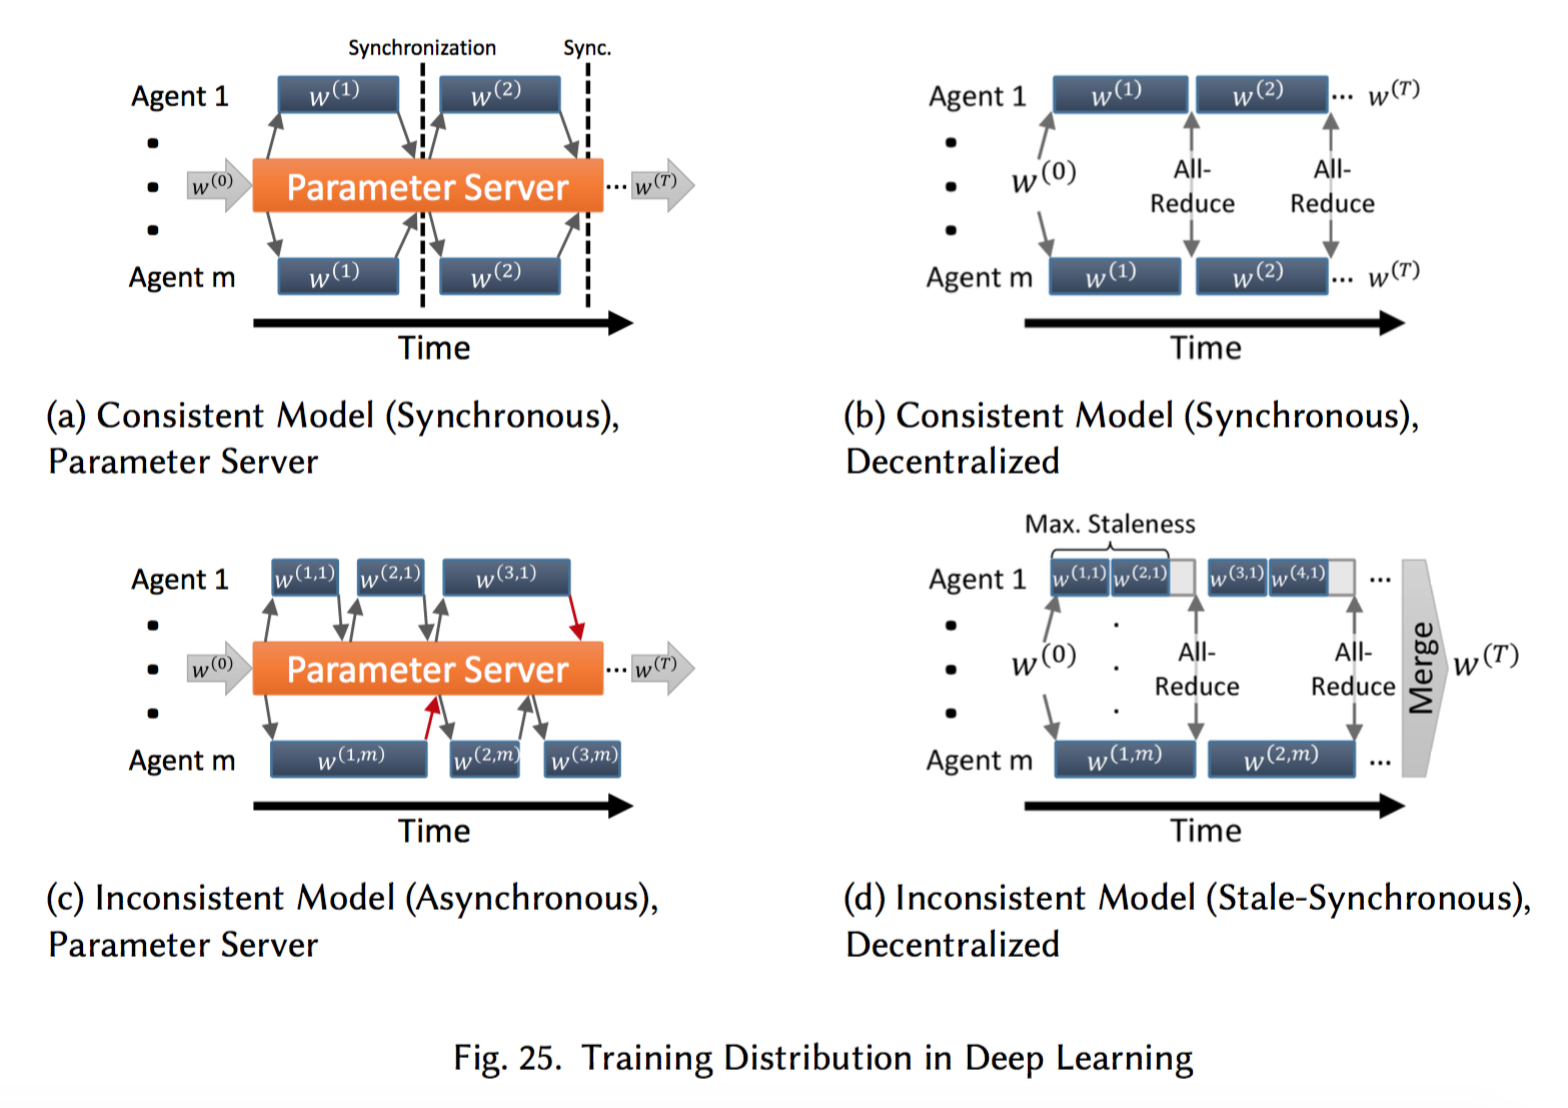 Synchronization Sync.
Agent 1 w^(1) w^(2)
w^(0) Parameter Server ... w^(T)
Agent m w^(1) w^(2)
Time
(a) Consistent Model (Synchronous),
Parameter Server
Agent 1 w^(1) w^(2) ... w^(T)
w^(0) All-
Reduce
All-
Reduce
Agent m w^(1) w^(2) ... w^(T)
Time
(b) Consistent Model (Synchronous),
Decentralized
Agent 1 w^(1,1) w^(2,1) w^(3,1)
w^(0) Parameter Server ... w^(T)
Agent m w^(1,m) w^(2,m) w^(3,m)
Time
(c) Inconsistent Model (Asynchronous),
Parameter Server
Max. Staleness
Agent 1 w^(1,1) w^(2,1) w^(3,1) w^(4,1) ...
w^(0) All-
Reduce
All-
Reduce
Merge
w^(T)
Agent m w^(1,m) w^(2,m) ...
Time
(d) Inconsistent Model (Stale-Synchronous),
Decentralized
Fig. 25. Training Distribution in Deep Learning